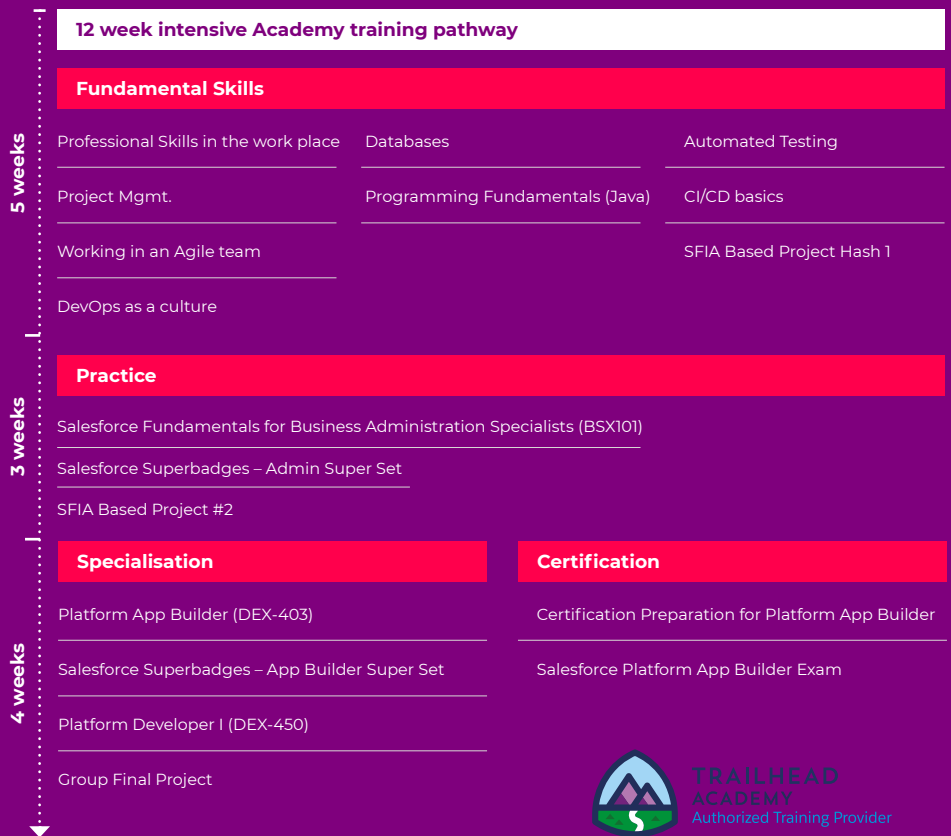 12 week intensive Academy training pathway
5 weeks
Fundamental Skills
Professional Skills in the work place
Project Mgmt.
Working in an Agile team
DevOps as a culture
Databases
Programming Fundamentals (Java)
Automated Testing
CI/CD basics
SFIA Based Project Hash 1
3 weeks
Practice
Salesforce Fundamentals for Business Administration Specialists (BSX101)
Salesforce Superbadges – Admin Super Set
SFIA Based Project #2
4 weeks
Specialisation
Platform App Builder (DEX-403)
Salesforce Superbadges – App Builder Super Set
Platform Developer I (DEX-450)
Group Final Project
Certification
Certification Preparation for Platform App Builder
Salesforce Platform App Builder Exam
TRAILHEAD
ACADEMY
Authorized Training Provider